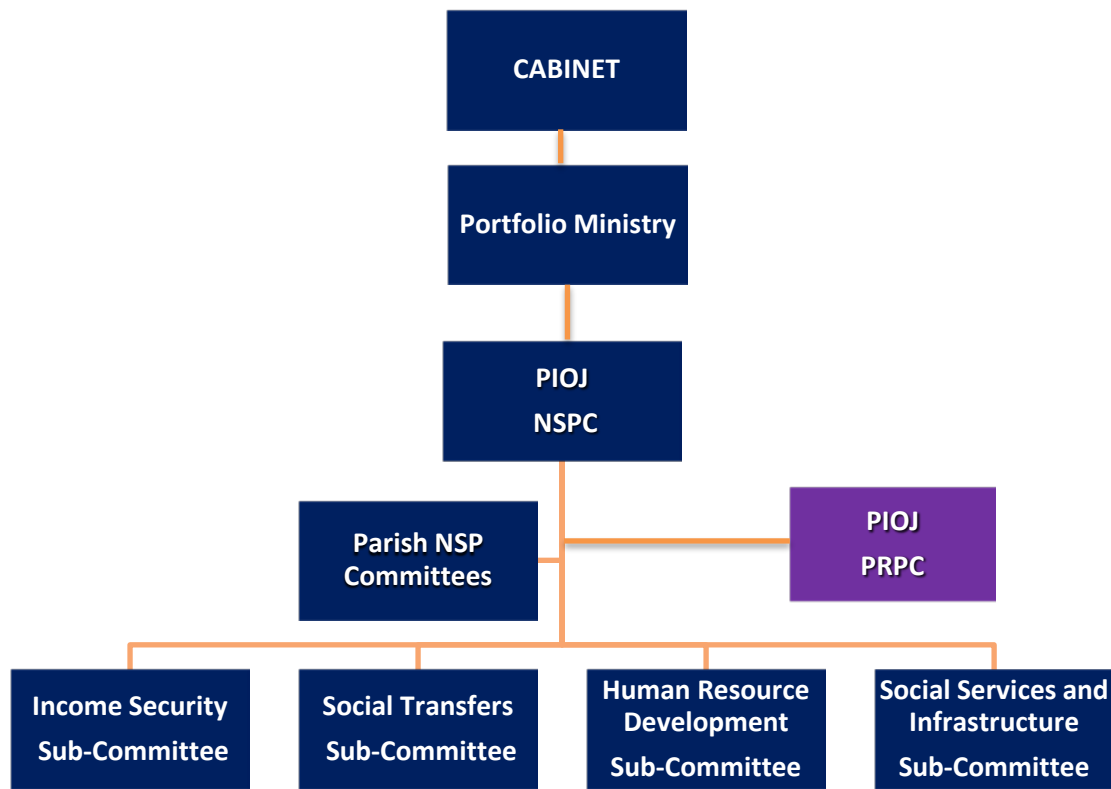 CABINET
Portfolio Ministry
PIOJ
NSPC
Parish NSP
Committees
PIOJ
PRPC
Income Security
Sub-Committee
Social Transfers
Sub-Committee
Human Resource
Development
Sub-Committee
Social Services and
Infrastructure
Sub-Committee